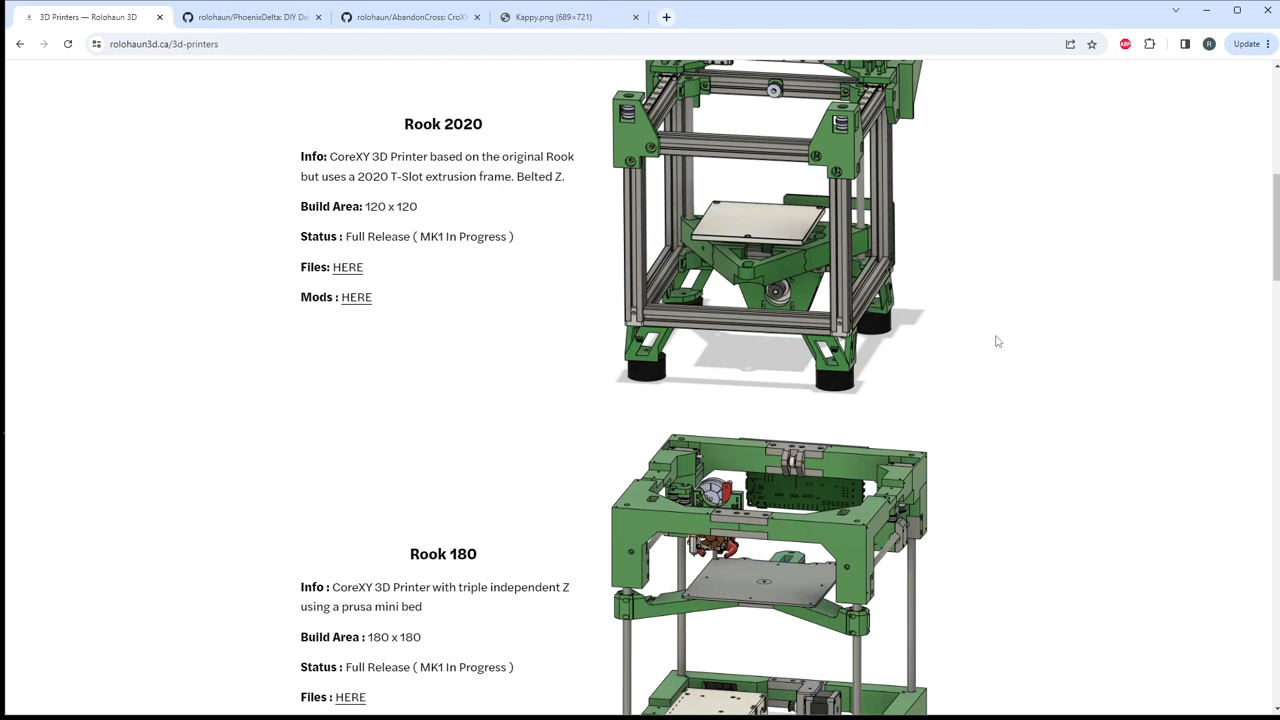 3D Printers — Rolohaun 3D
rolohaun/PhoenixDelta: DIY De
rolohaun/AbandonCross: CroX
Kappy.png (689×721)
rolohaun3d.ca/3d-printers
ABP
R
Update
Rook 2020
Info: CoreXY 3D Printer based on the original Rook
but uses a 2020 T-Slot extrusion frame. Belted Z.
Build Area: 120 x 120
Status : Full Release ( MK1 In Progress )
Files: HERE
Mods : HERE
Rook 180
Info : CoreXY 3D Printer with triple independent Z
using a prusa mini bed
Build Area : 180 x 180
Status : Full Release ( MK1 In Progress )
Files : HERE